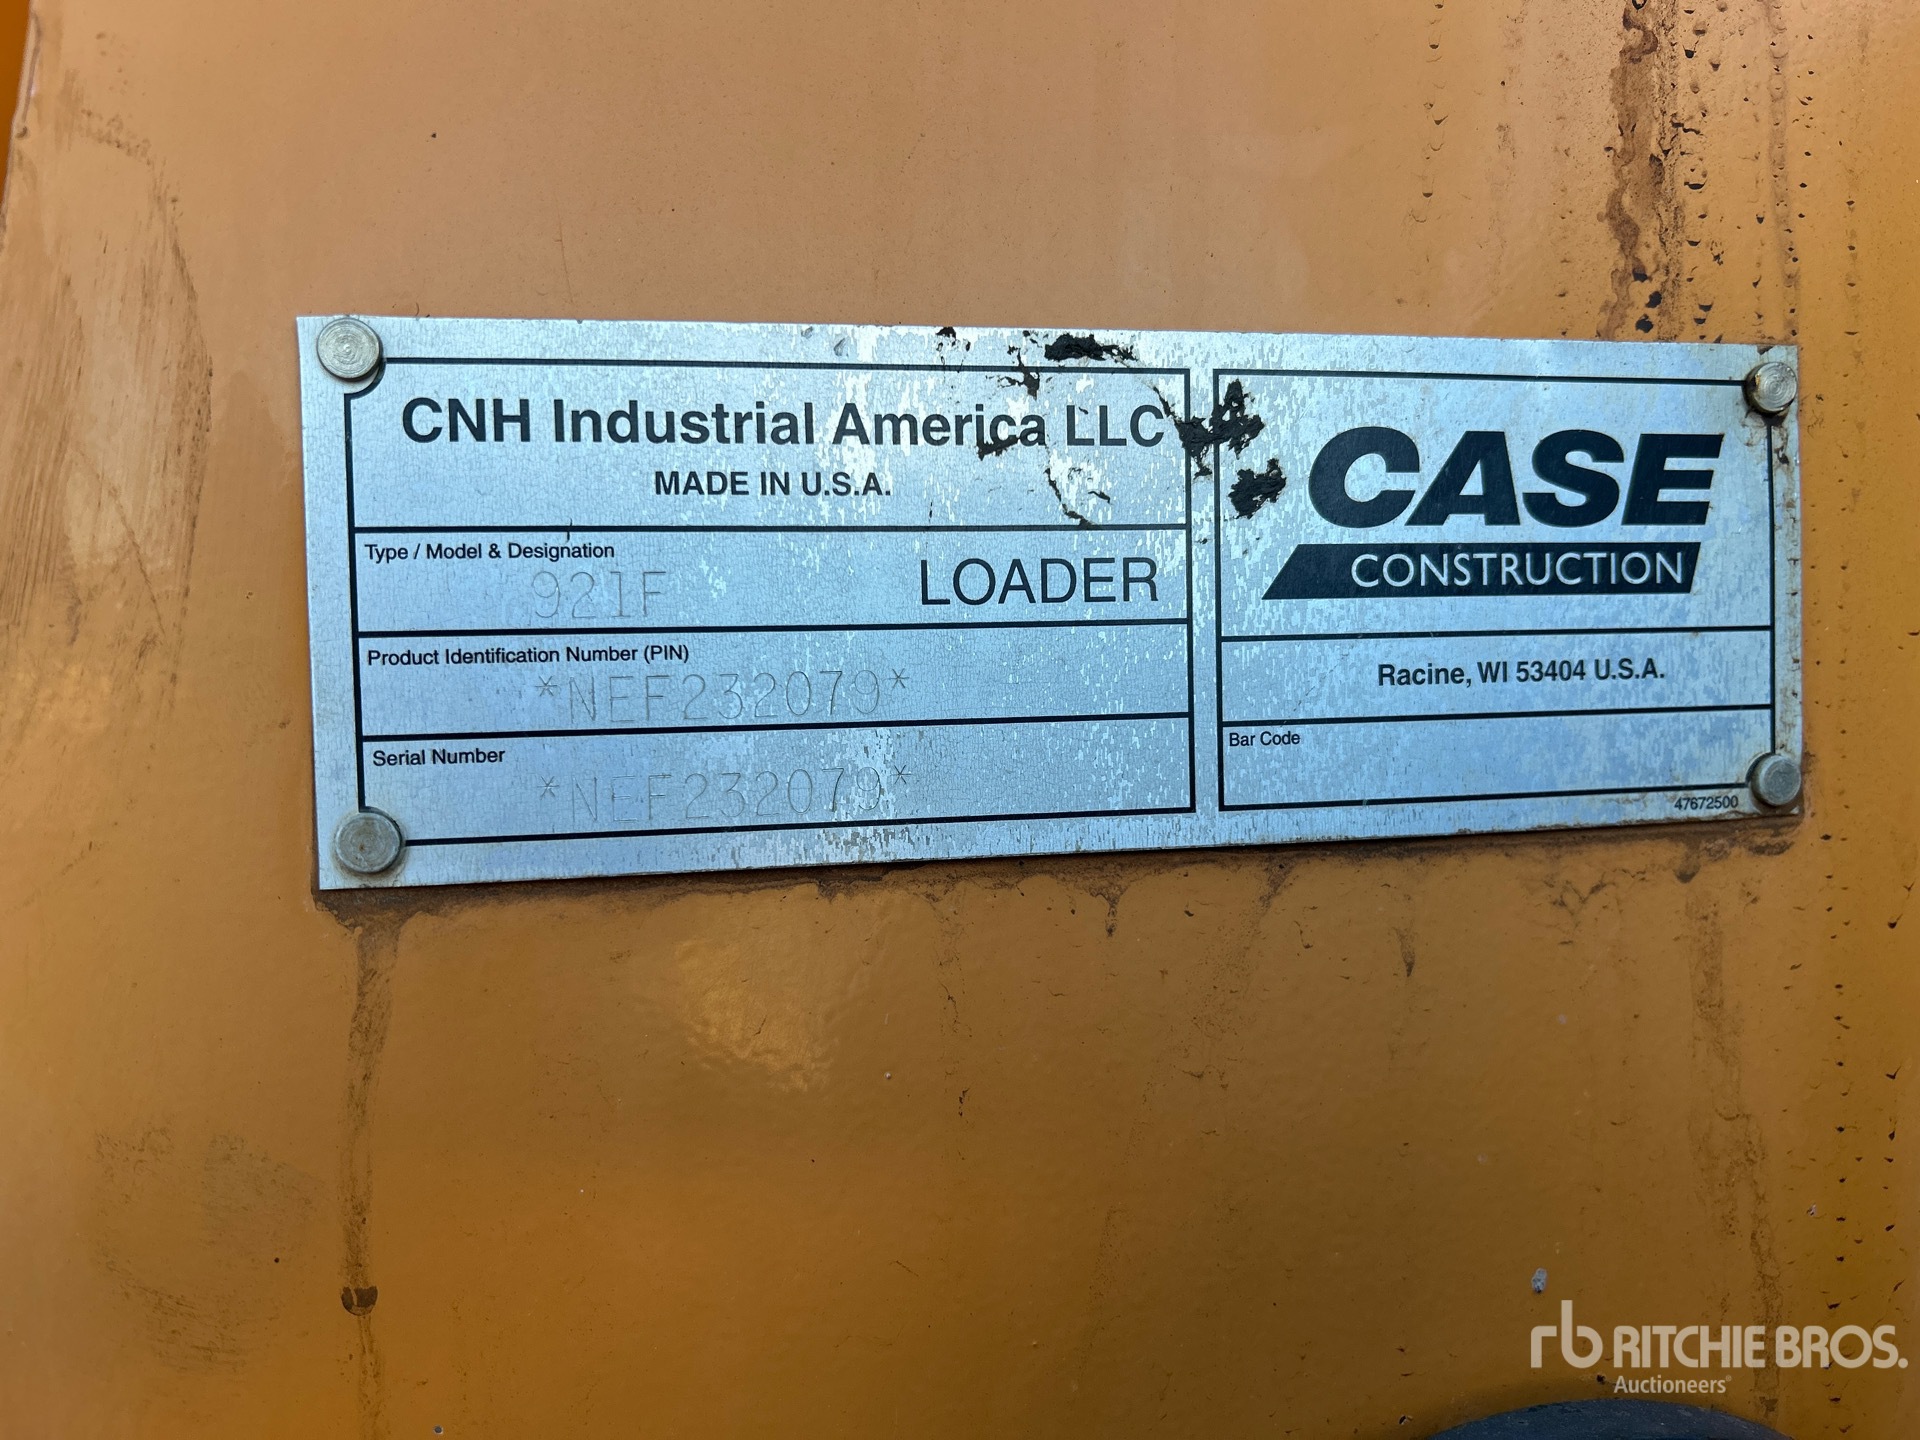 CNH Industrial America LLC
MADE IN U.S.A.
Type / Model & Designation
921F
LOADER
Product Identification Number (PIN)
*NEF232079*
Serial Number
*NEF232079*
CASE
CONSTRUCTION
Racine, WI 53404 U.S.A.
Bar Code
47672500
rb RITCHIE BROS.
Auctioneers